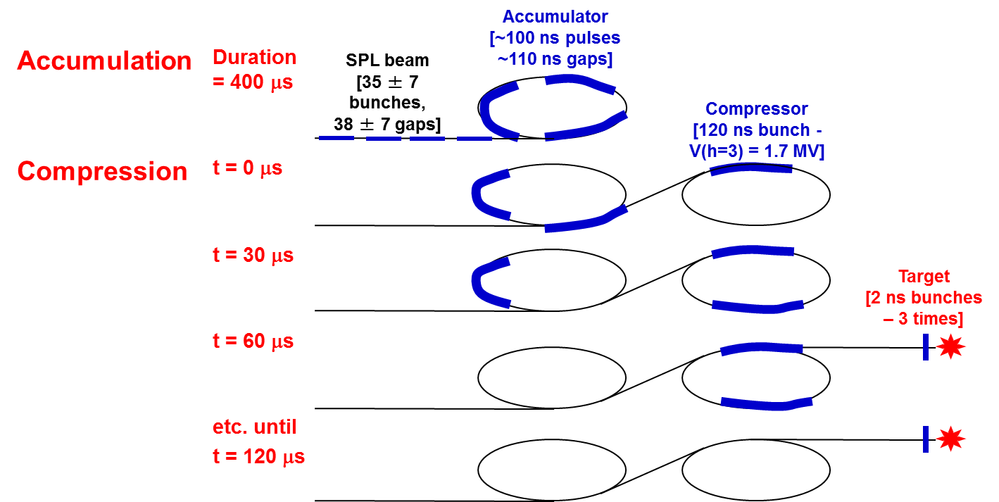 Accumulation
Duration
= 400 μs
SPL beam
[35 ± 7
bunches,
38 ± 7 gaps]
Accumulator
[~100 ns pulses
~110 ns gaps]
Compressor
[120 ns bunch -
V(h=3) = 1.7 MV]
Compression
t = 0 μs
t = 30 μs
Target
[2 ns bunches
– 3 times]
t = 60 μs
etc. until
t = 120 μs